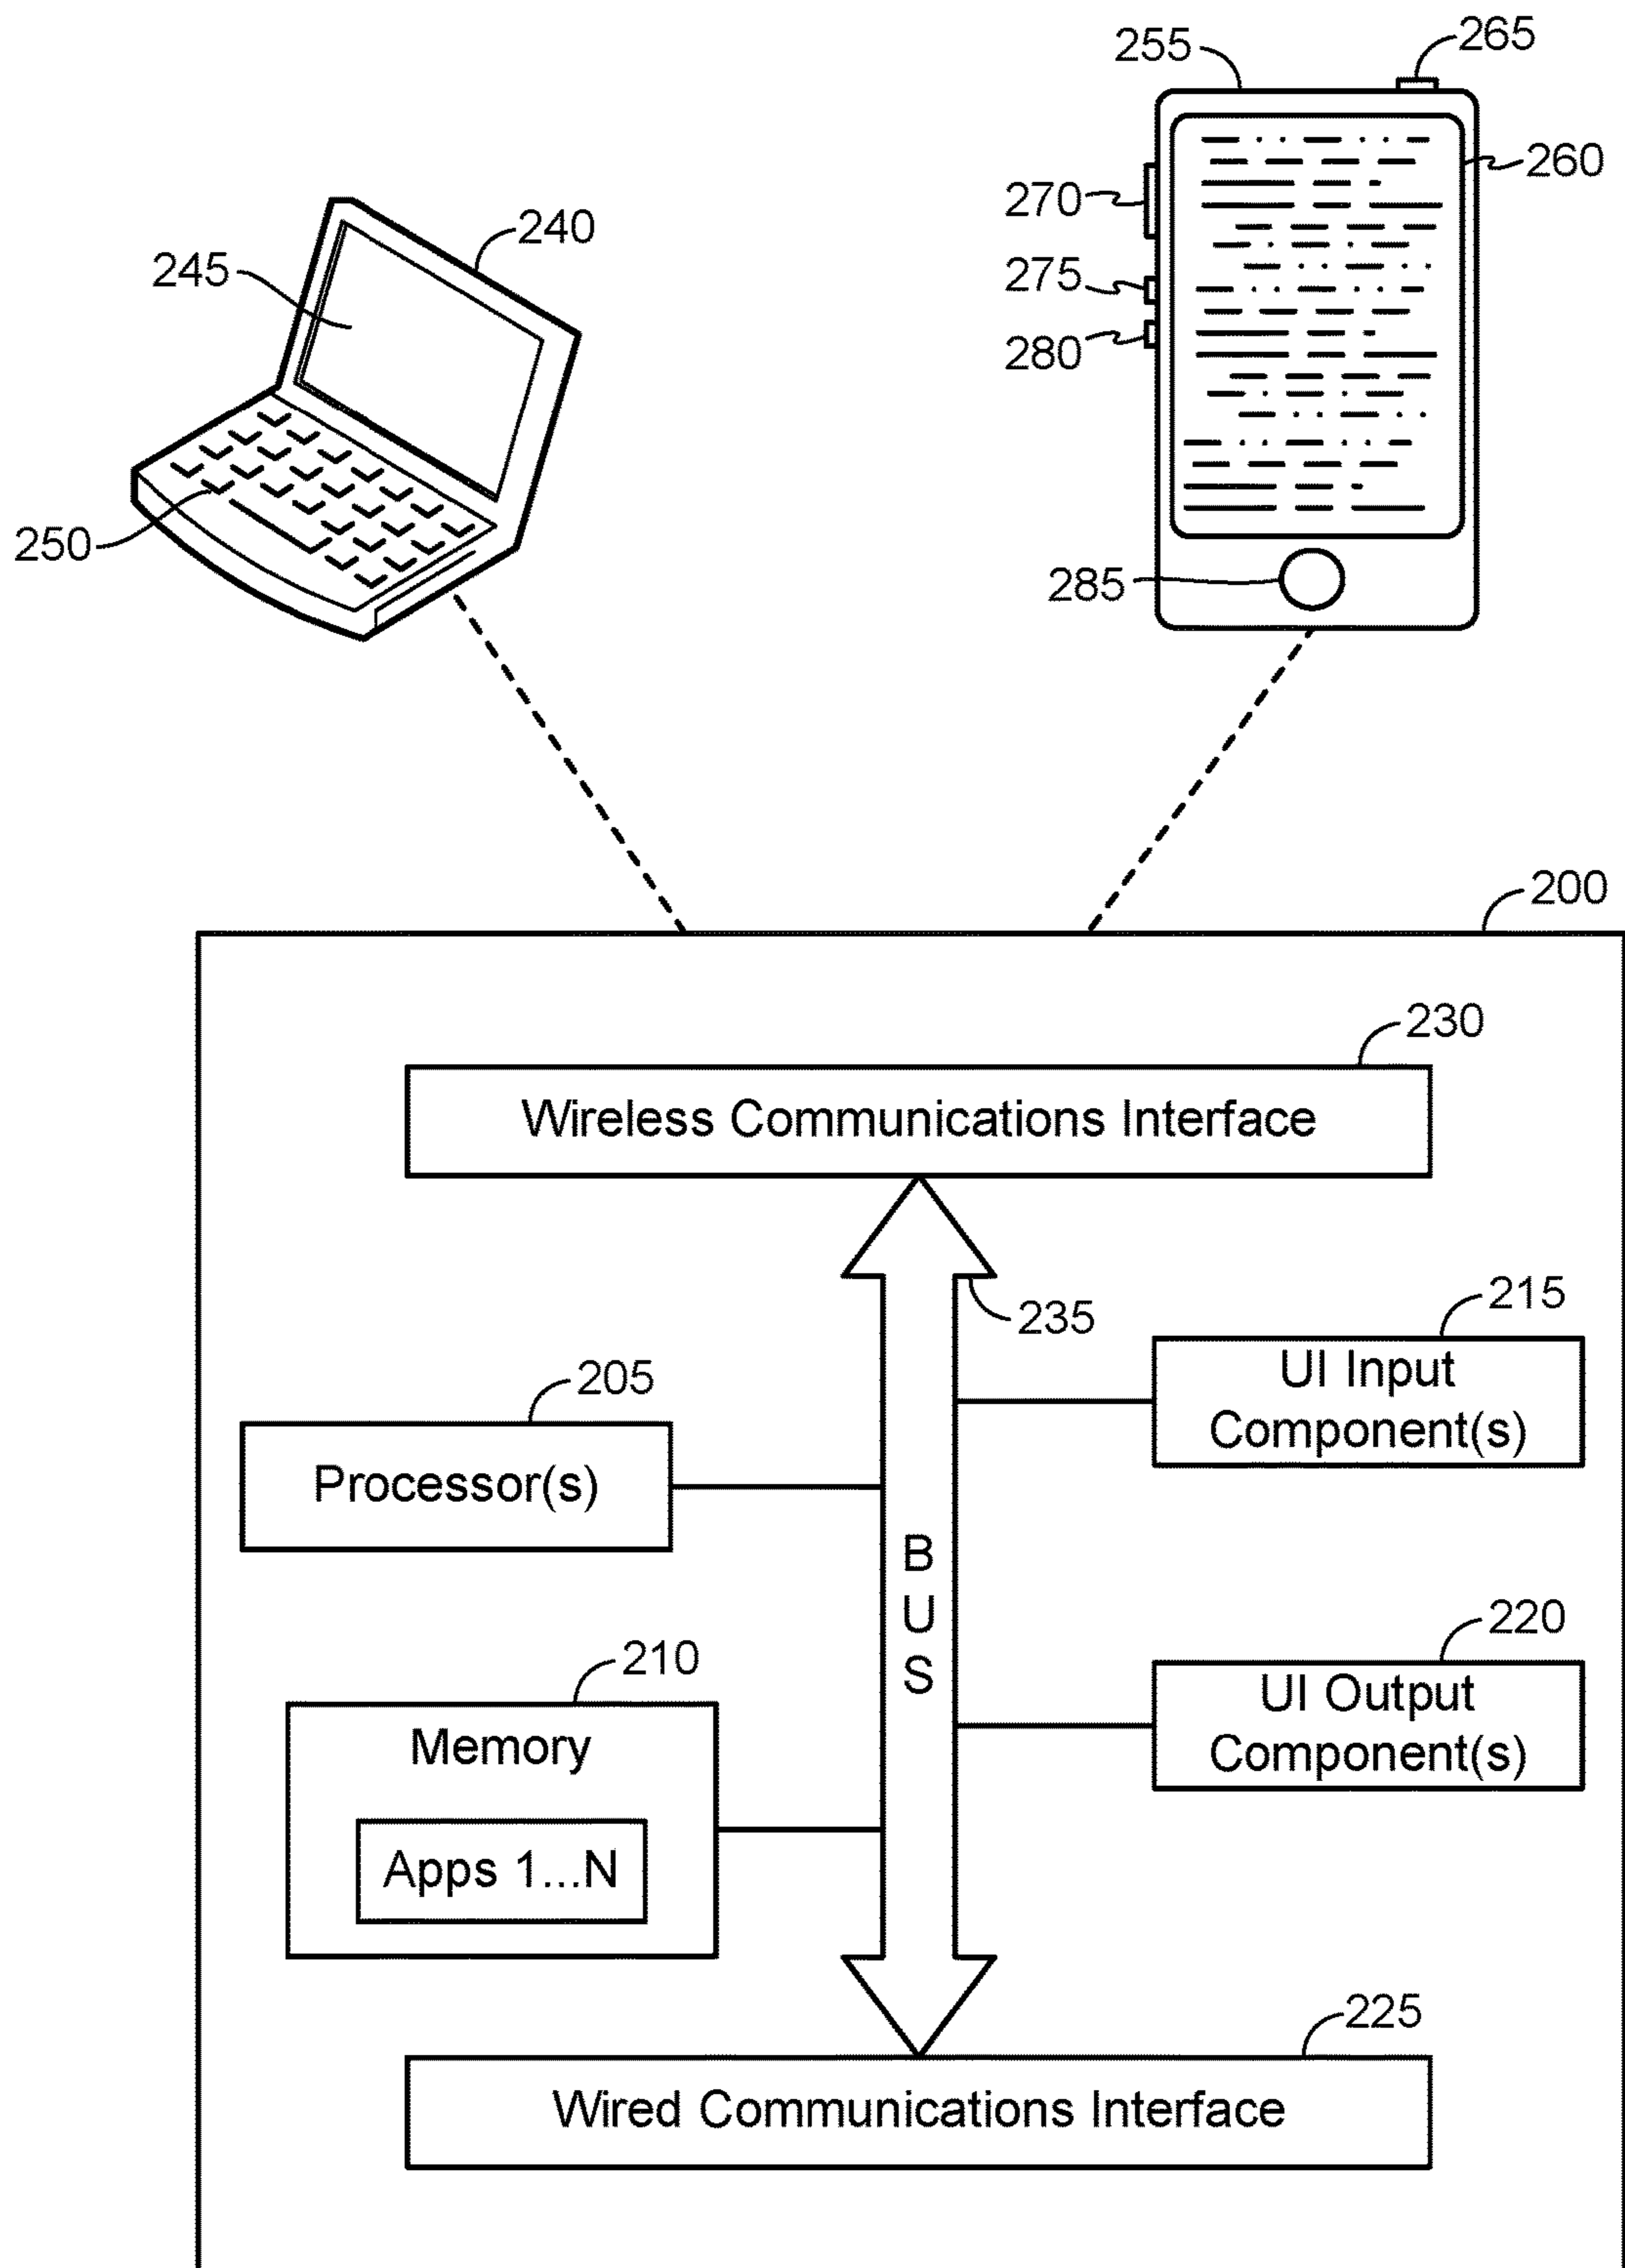 265
255
260
270
240
245
275
280
250
285
200
230
Wireless Communications Interface
235
215
UI Input
Component(s)
205
Processor(s)
B
U
S
220
UI Output
Component(s)
210
Memory
Apps 1...N
225
Wired Communications Interface